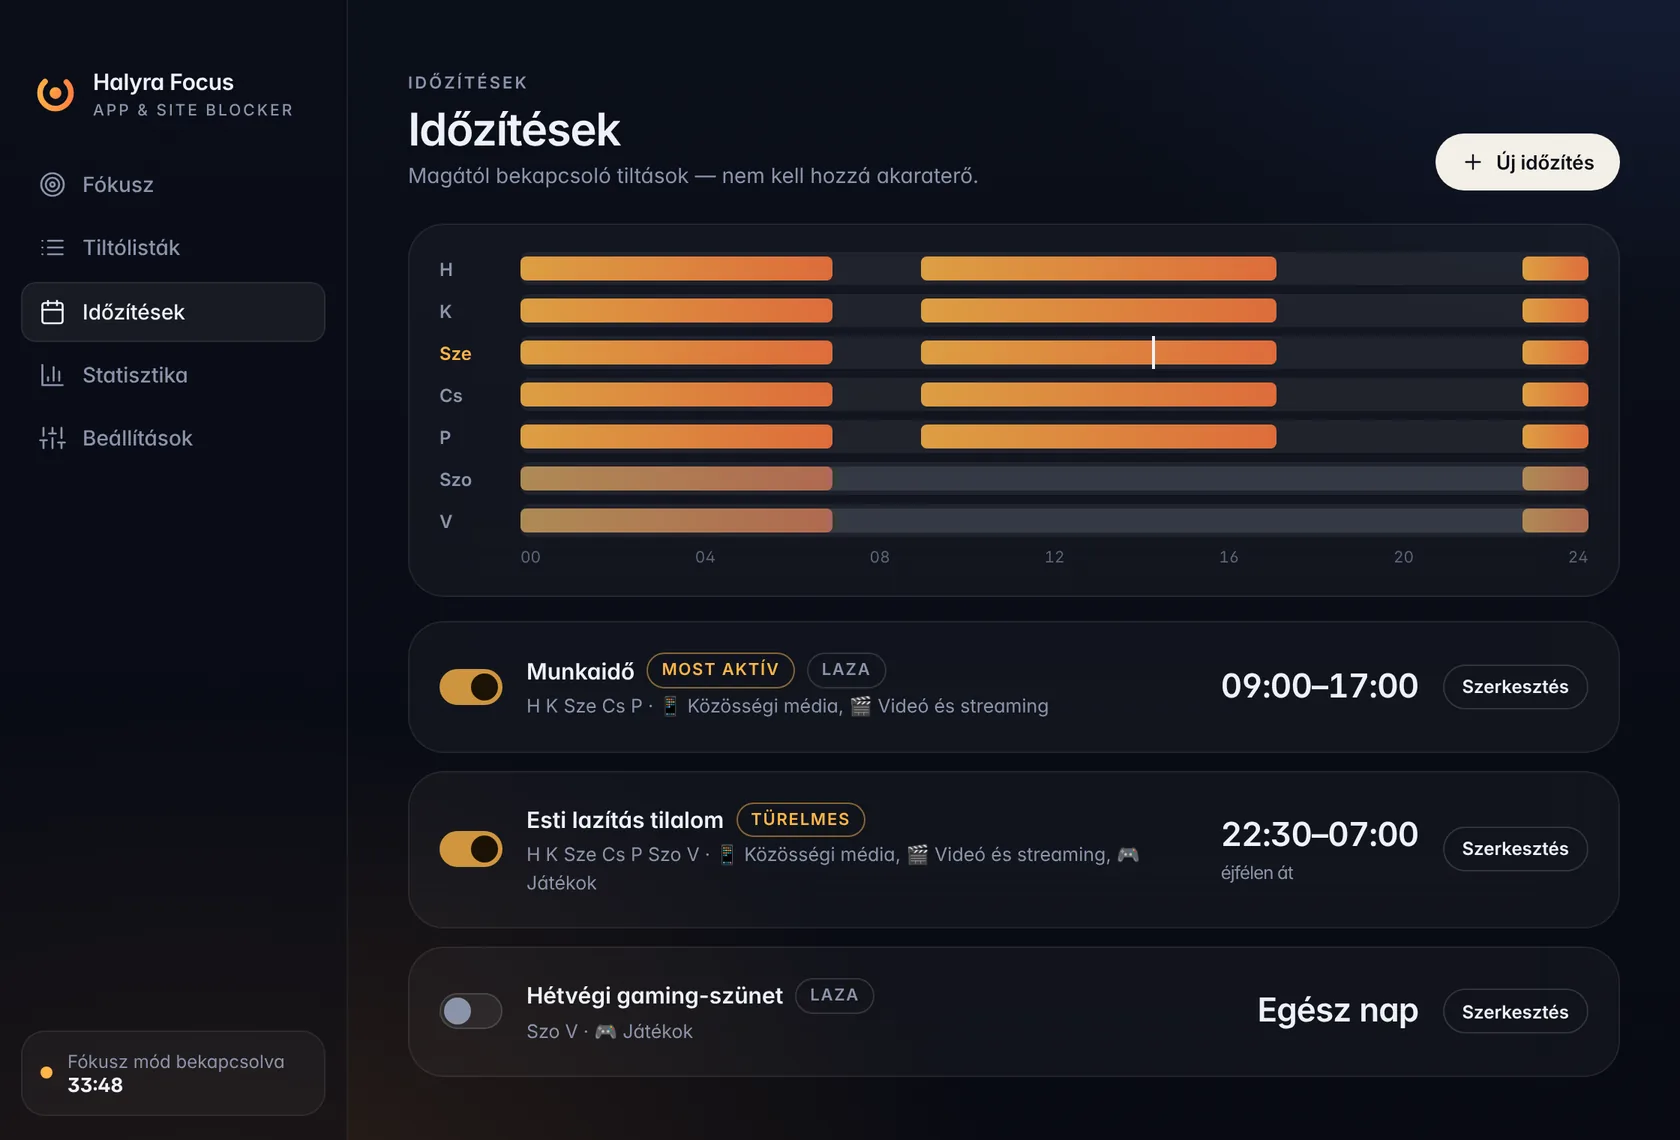 Halyra Focus
APP & SITE BLOCKER
Fókusz
Tiltólisták
Időzítések
Statisztika
Beállítások
Fókusz mód bekapcsolva
33:48
IDŐZÍTÉSEK
Időzítések
Magától bekapcsoló tiltások — nem kell hozzá akaraterő.
Új időzítés
H
K
Sze
Cs
P
Szo
V
00 04 08 12 16 20 24
Munkaidő MOST AKTÍV LAZA
H K Sze Cs P · 📱 Közösségi média, 🎬 Videó és streaming
09:00–17:00 Szerkesztés
Esti lazítás tilalom TÜRELMES
H K Sze Cs P Szo V · 📱 Közösségi média, 🎬 Videó és streaming, 🎮
Játékok
22:30–07:00 Szerkesztés
éjfélen át
Hétvégi gaming-szünet LAZA
Szo V · 🎮 Játékok
Egész nap Szerkesztés